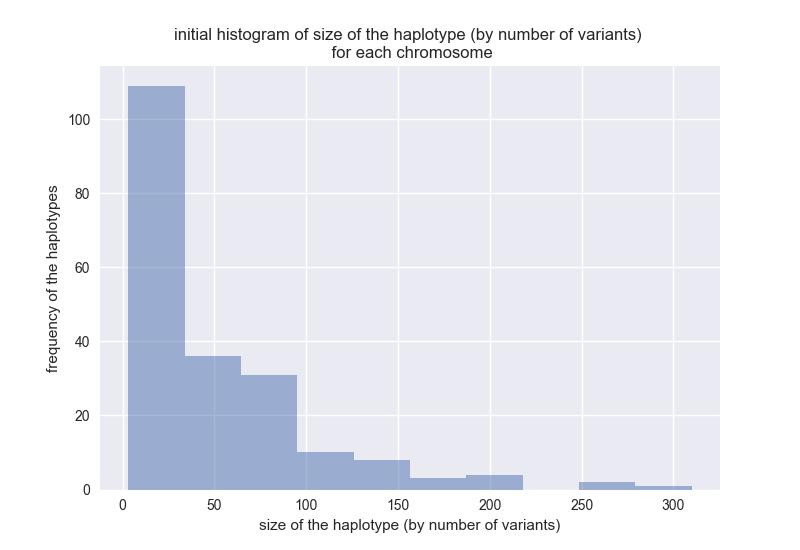 initial histogram of size of the haplotype (by number of variants)
for each chromosome
frequency of the haplotypes
100
80
60
40
20
0
0 50 100 150 200 250 300
size of the haplotype (by number of variants)